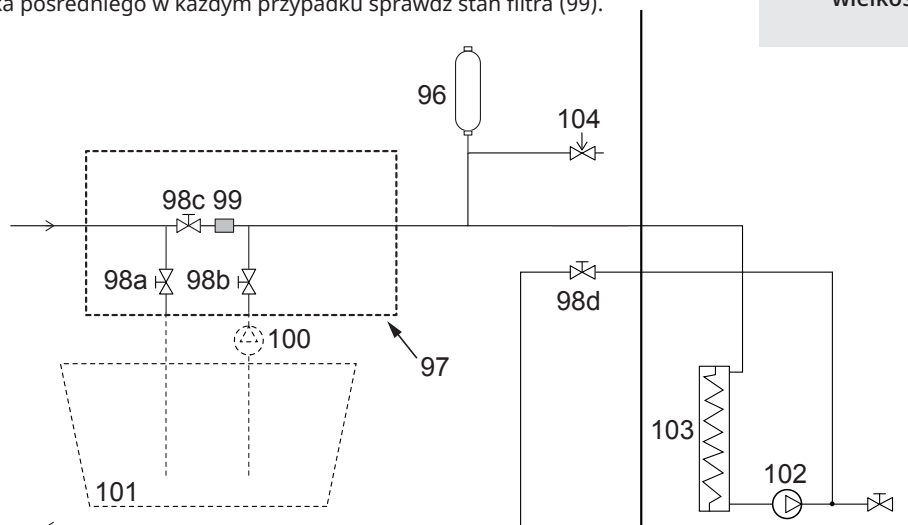 pośredniego w każdym przypadku sprawdź stan filtra (99).
96
104
98c 99
98a
98b
98d
100
97
103
102
101